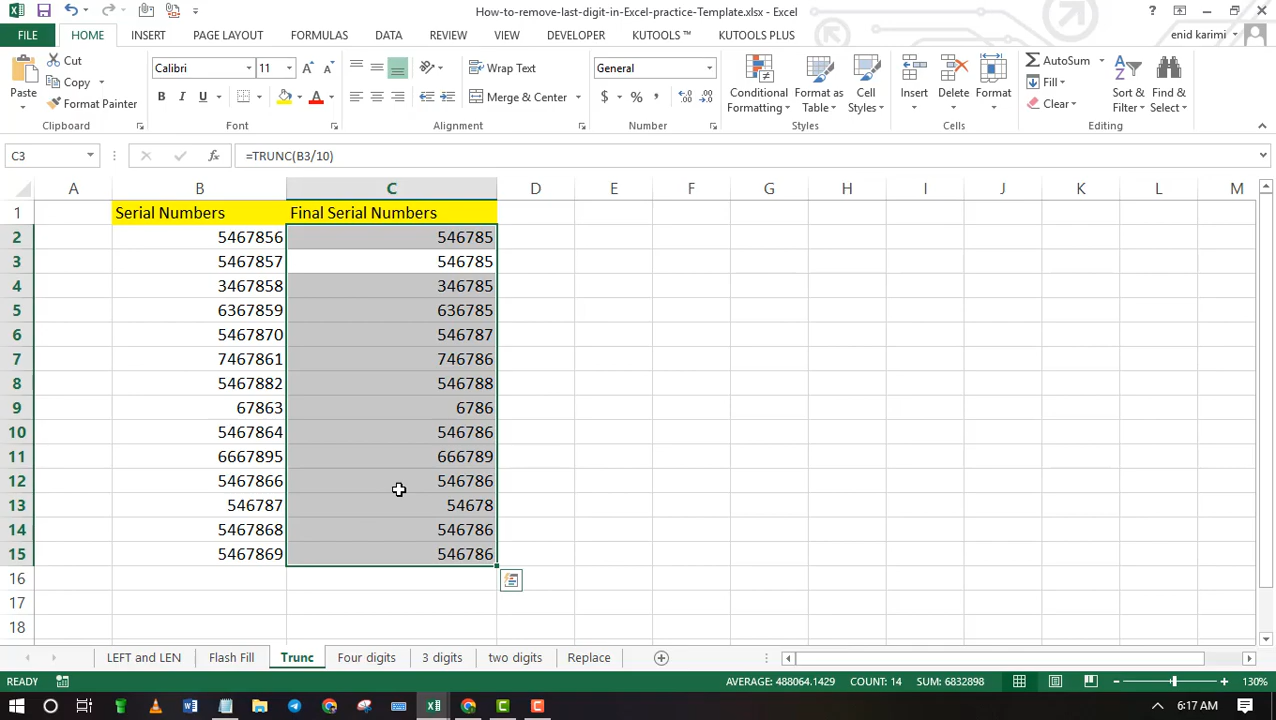 How-to-remove-last-digit-in-Excel-practice-Template.xlsx - Excel
FILE HOME INSERT PAGE LAYOUT FORMULAS DATA REVIEW VIEW DEVELOPER KUTOOLS ™ KUTOOLS PLUS enid karimi
Paste Cut Copy Format Painter
Calibri 11
B I U A
Wrap Text
Merge & Center
General
$ % ,
Conditional Formatting
Format as Table
Cell Styles
Insert Delete Format
AutoSum
Fill
Clear
Sort & Filter
Find & Select
Clipboard Font Alignment Number Styles Cells Editing
C3 fx =TRUNC(B3/10)
A B C D E F G H I J K L M
1 Serial Numbers Final Serial Numbers
2 5467856 546785
3 5467857 546785
4 3467858 346785
5 6367859 636785
6 5467870 546787
7 7467861 746786
8 5467882 546788
9 67863 6786
10 5467864 546786
11 6667895 666789
12 5467866 546786
13 546787 54678
14 5467868 546786
15 5467869 546786
16
17
18
LEFT and LEN Flash Fill Trunc Four digits 3 digits two digits Replace
READY AVERAGE: 488064.1429 COUNT: 14 SUM: 6832898 130%
6:17 AM